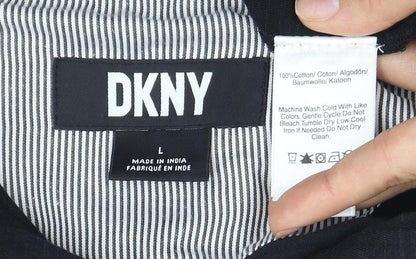 DKNY
L
MADE IN INDIA
FABRIQUÉ EN INDE
100%Cotton/ Coton/ Algodón/
Baumwolle/ Katoen
Machine Wash Cold With Like
Colors. Gentle Cycle.Do Not
Bleach.Tumble Dry Low Cool
Iron If Needed.Do Not Dry
Clean.